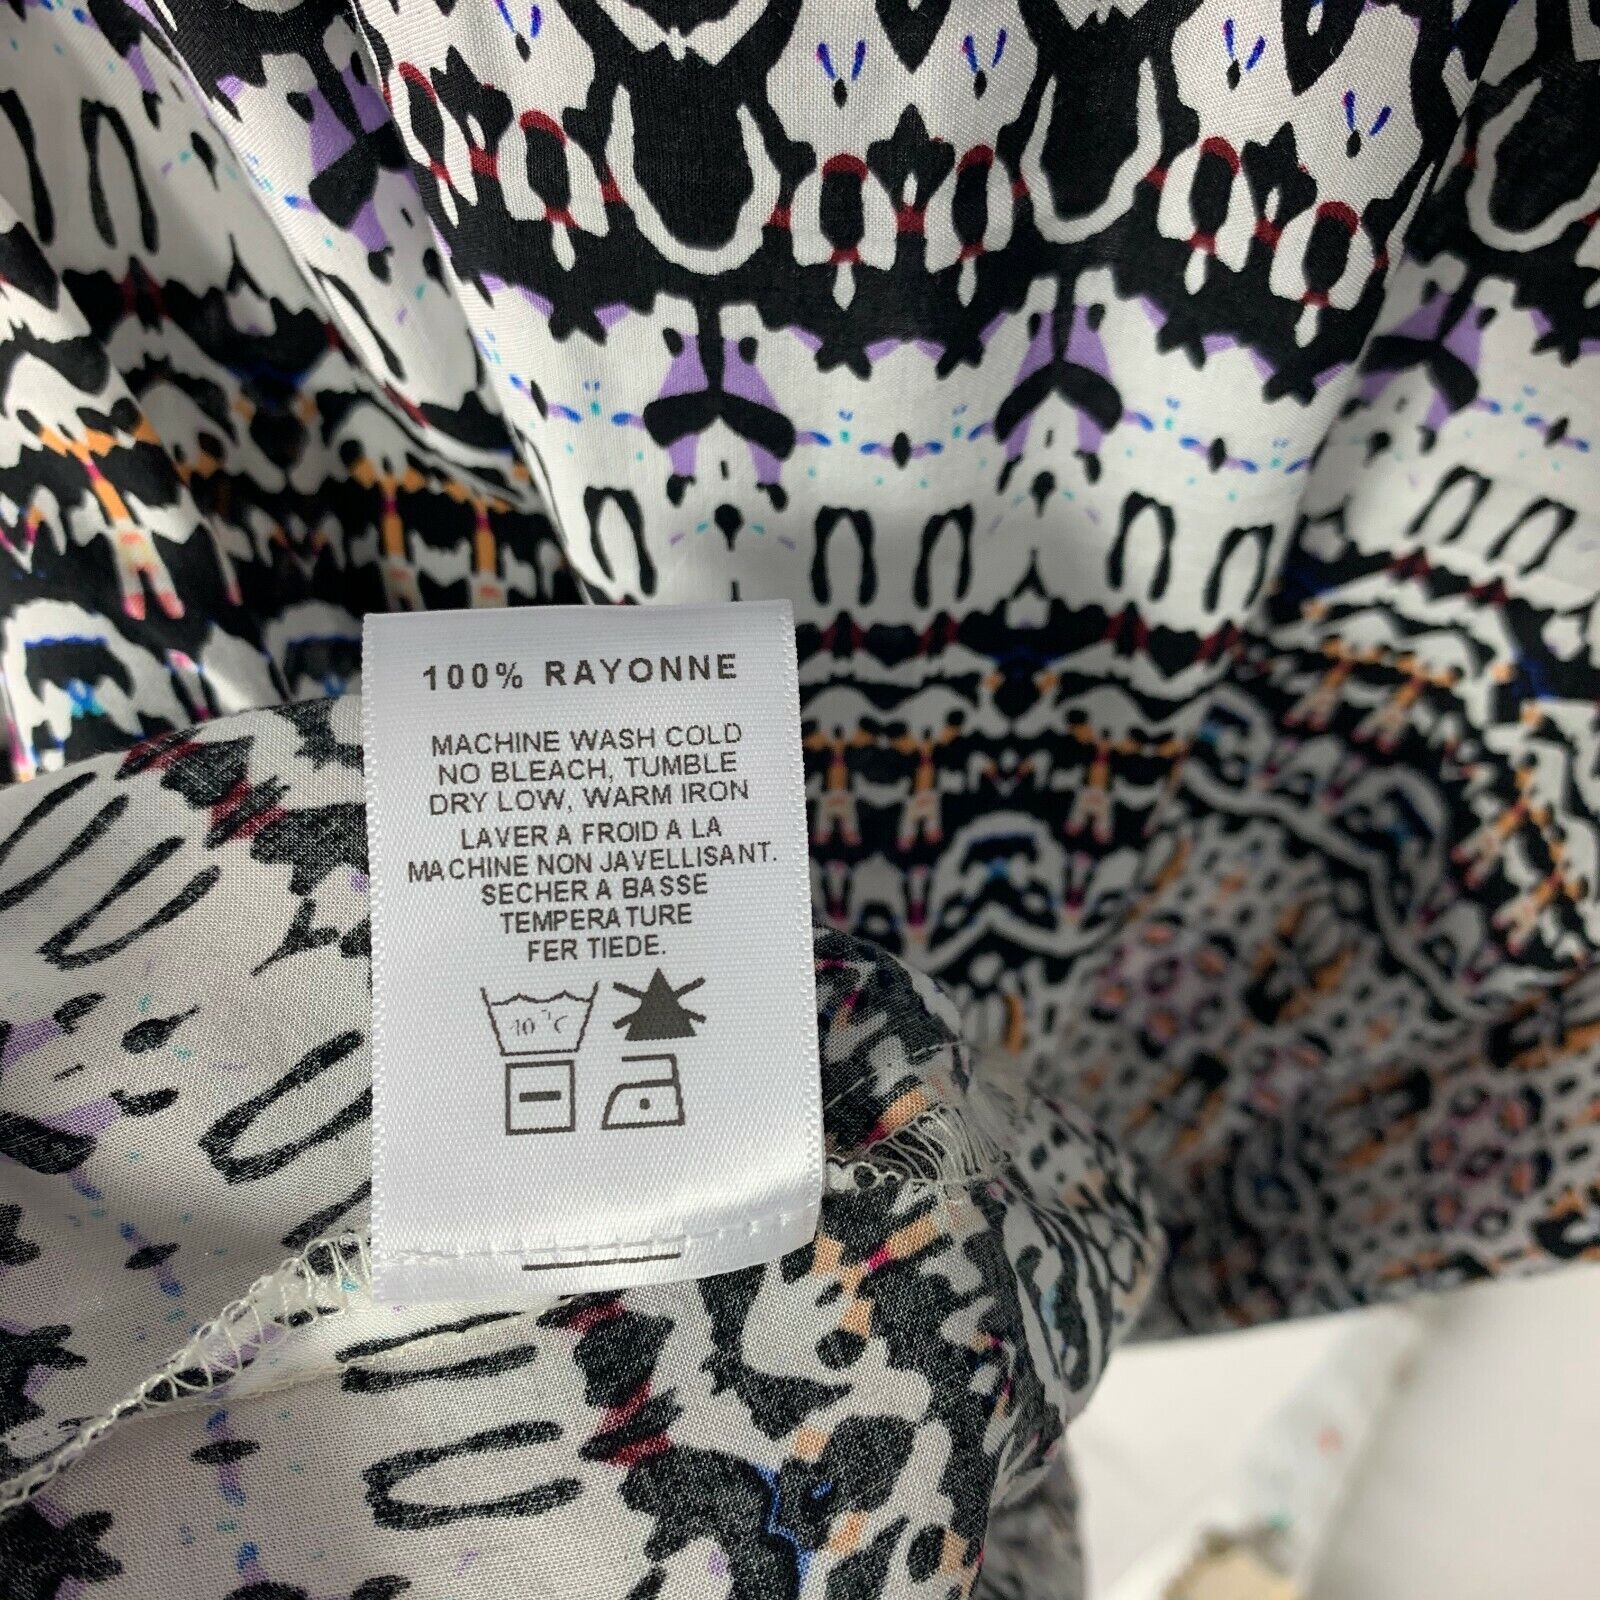 100% RAYONNE
MACHINE WASH COLD
NO BLEACH, TUMBLE
DRY LOW, WARM IRON
LAVER A FROID A LA
MACHINE NON JAVELLISANT.
SECHER A BASSE
TEMPERATURE
FER TIEDE.